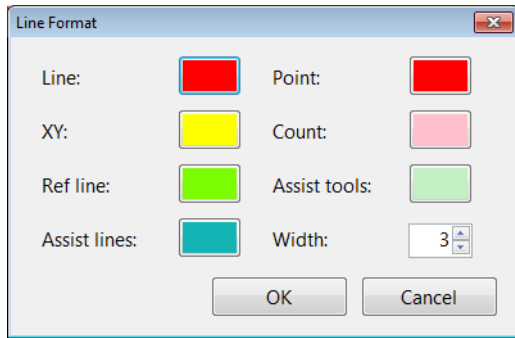 Line Format
Line: Point:
XY: Count:
Ref line: Assist tools:
Assist lines: Width: 3
OK Cancel